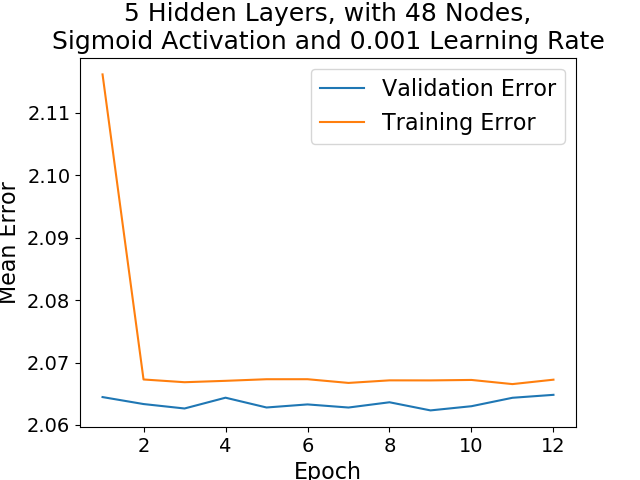 5 Hidden Layers, with 48 Nodes,
Sigmoid Activation and 0.001 Learning Rate
Validation Error
Training Error
2.11
2.10
2.09
2.08
2.07
2.06
Mean Error
2 4 6 8 10 12
Epoch